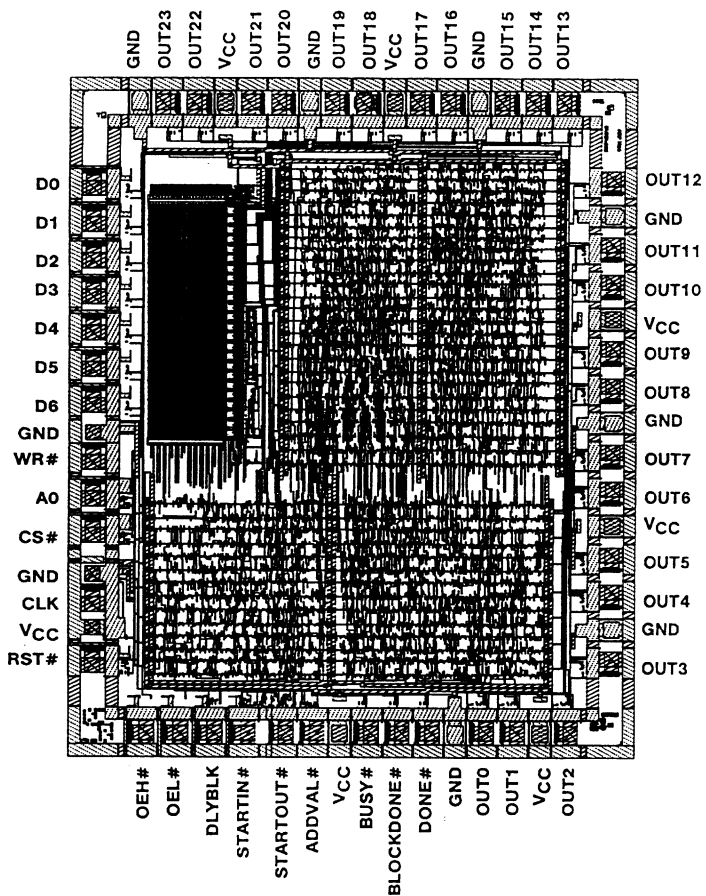 GND
OUT23
OUT22
VCC
OUT21
OUT20
GND
OUT19
OUT18
VCC
OUT17
OUT16
GND
OUT15
OUT14
OUT13
D0
D1
D2
D3
D4
D5
D6
GND
WR#
A0
CS#
GND
CLK
VCC
RST#
OUT12
GND
OUT11
OUT10
VCC
OUT9
OUT8
GND
OUT7
OUT6
VCC
OUT5
OUT4
GND
OUT3
OEH#
OEL#
DLYBLK
STARTIN#
STARTOUT#
ADDVAL#
VCC
BUSY#
BLOCKDONE#
DONE#
GND
OUT0
OUT1
VCC
OUT2